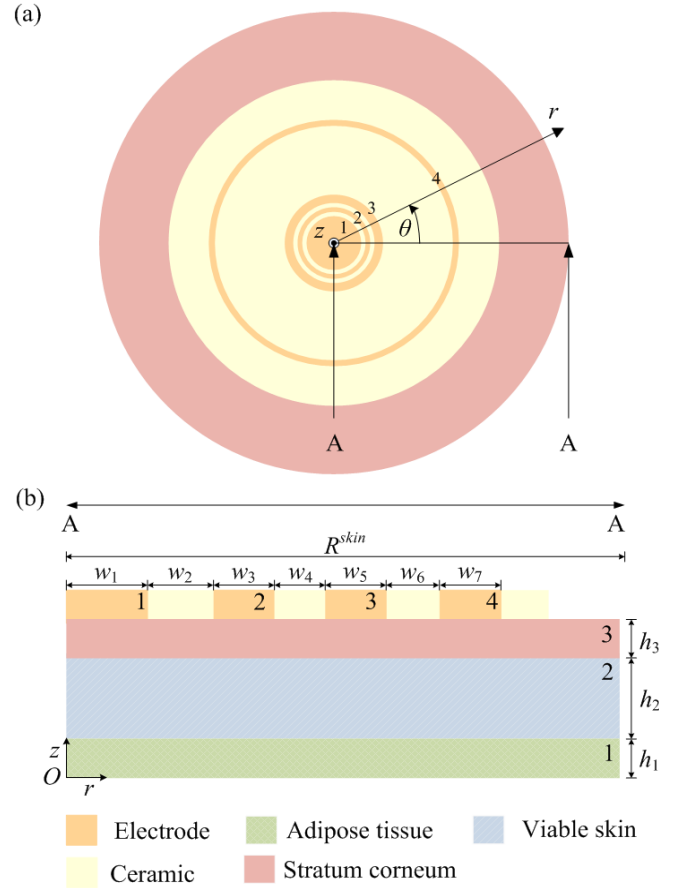 (a)
r
4
3
2
1
z
θ
A A
(b)
A A
R^skin
w₁ w₂ w₃ w₄ w₅ w₆ w₇
1 2 3 4
3 h₃
2 h₂
z 1 h₁
O r
Electrode Adipose tissue Viable skin
Ceramic Stratum corneum